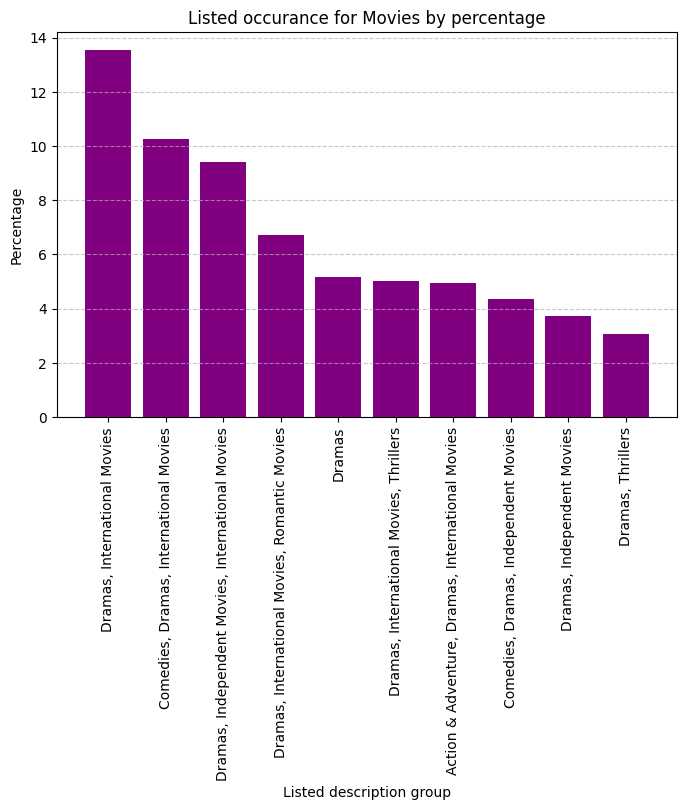 Listed occurance for Movies by percentage
Percentage
14
12
10
8
6
4
2
0
Dramas, International Movies
Comedies, Dramas, International Movies
Dramas, Independent Movies, International Movies
Dramas, International Movies, Romantic Movies
Dramas
Dramas, International Movies, Thrillers
Action & Adventure, Dramas, International Movies
Comedies, Dramas, Independent Movies
Dramas, Independent Movies
Dramas, Thrillers
Listed description group